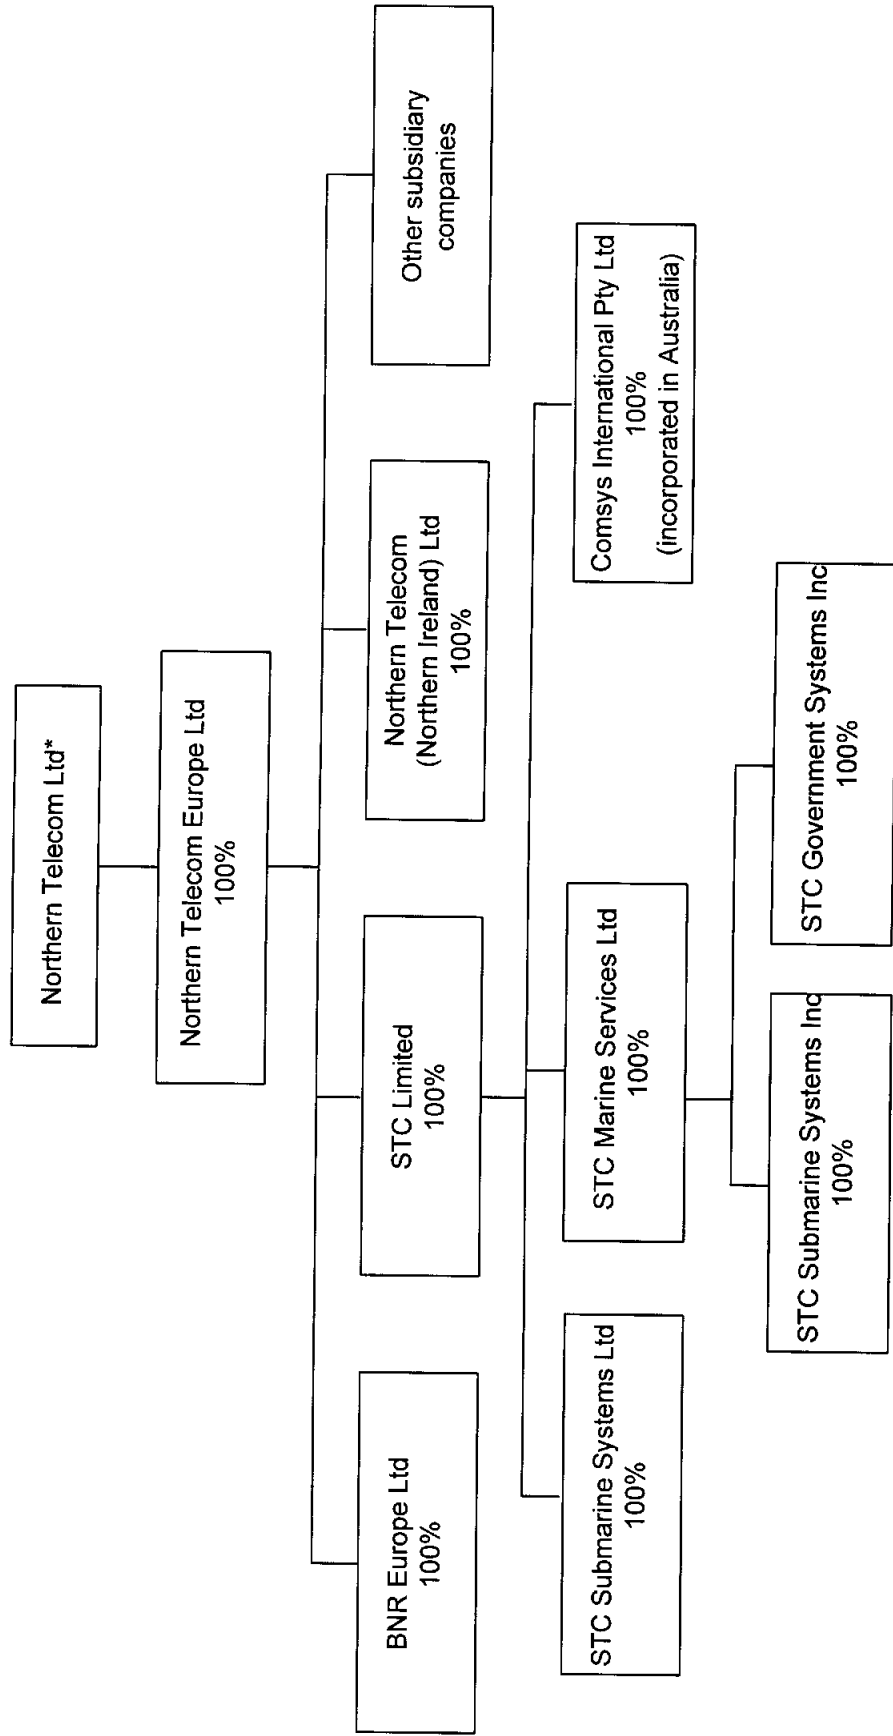 Northern Telecom Ltd*
Northern Telecom Europe Ltd
100%
BNR Europe Ltd
100%
STC Limited
100%
Northern Telecom
(Northern Ireland) Ltd
100%
Other subsidiary
companies
STC Submarine Systems Ltd
100%
STC Marine Services Ltd
100%
Comsys International Pty Ltd
100%
(incorporated in Australia)
STC Submarine Systems Inc
100%
STC Government Systems Inc
100%